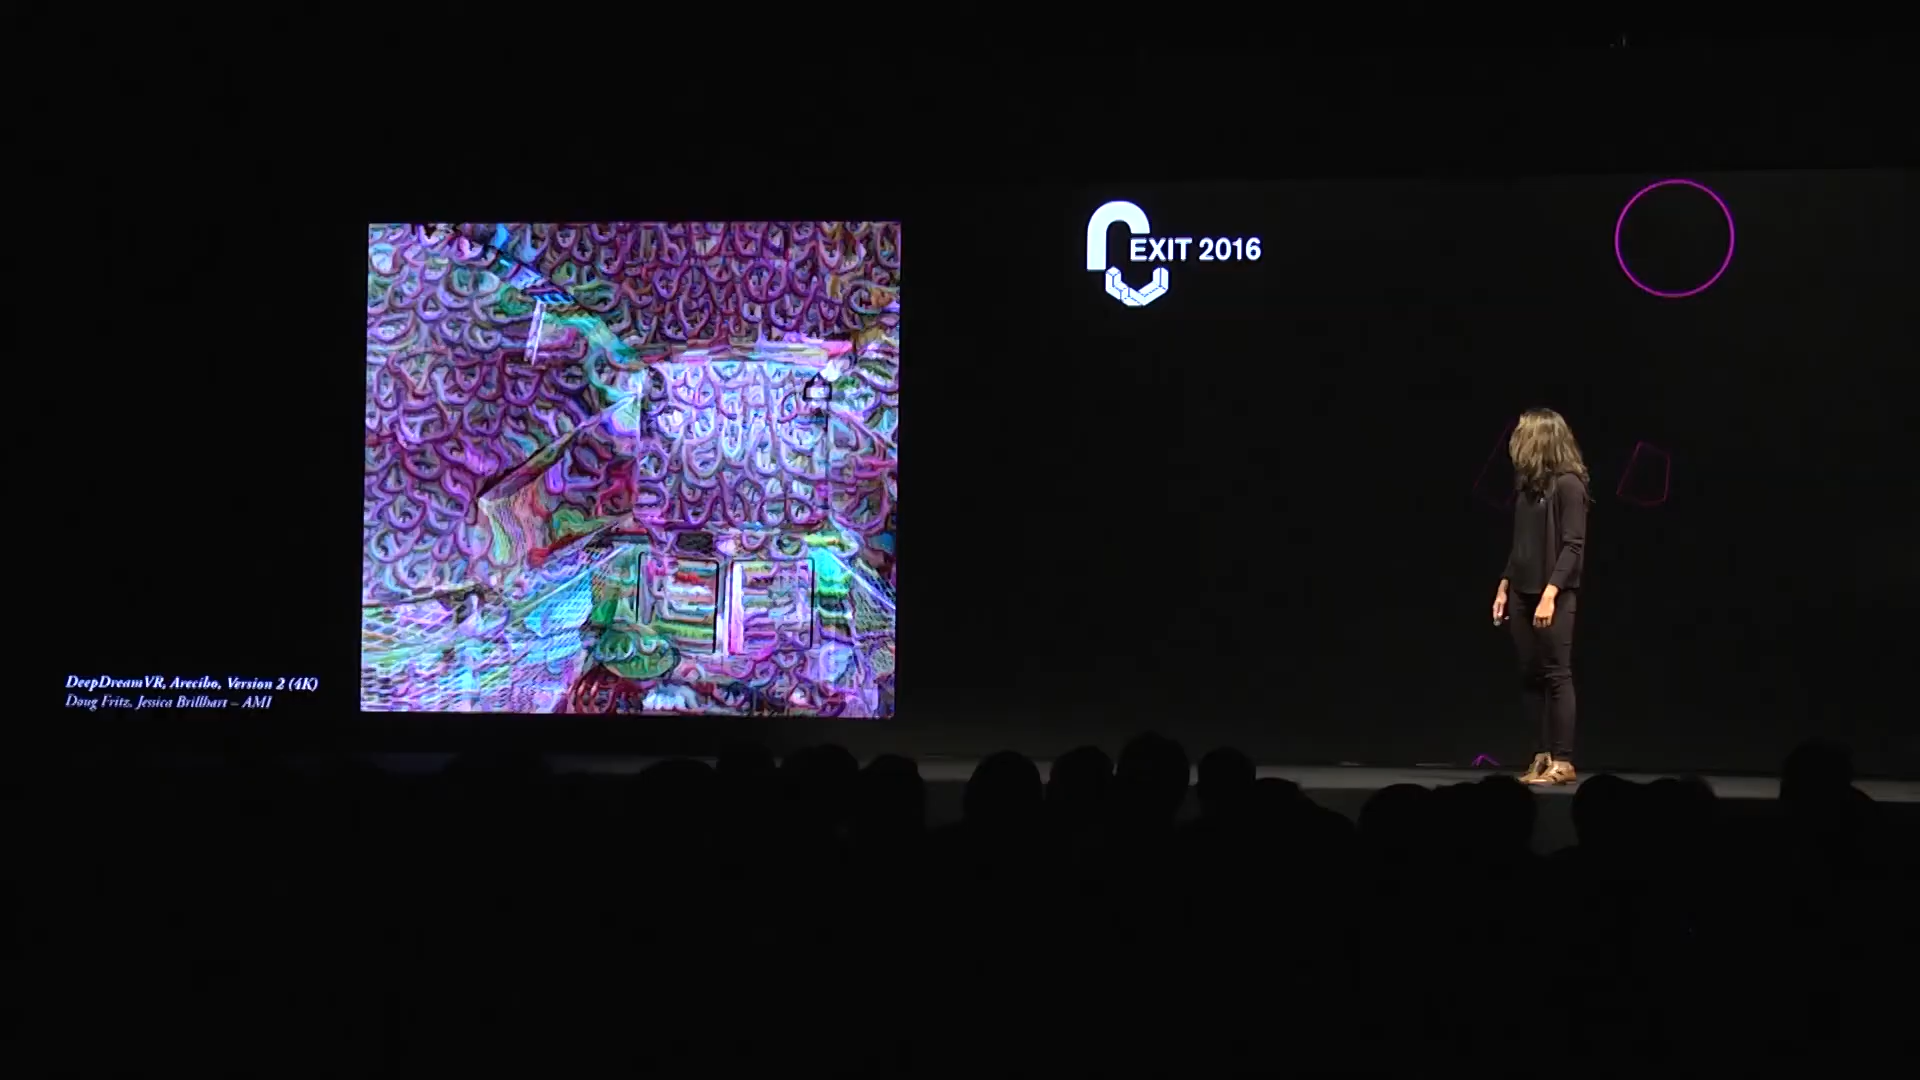 EXIT 2016
DeepDreamVR, Arecibo, Version 2 (4K)
Doug Fritz, Jessica Brillhart – AMI